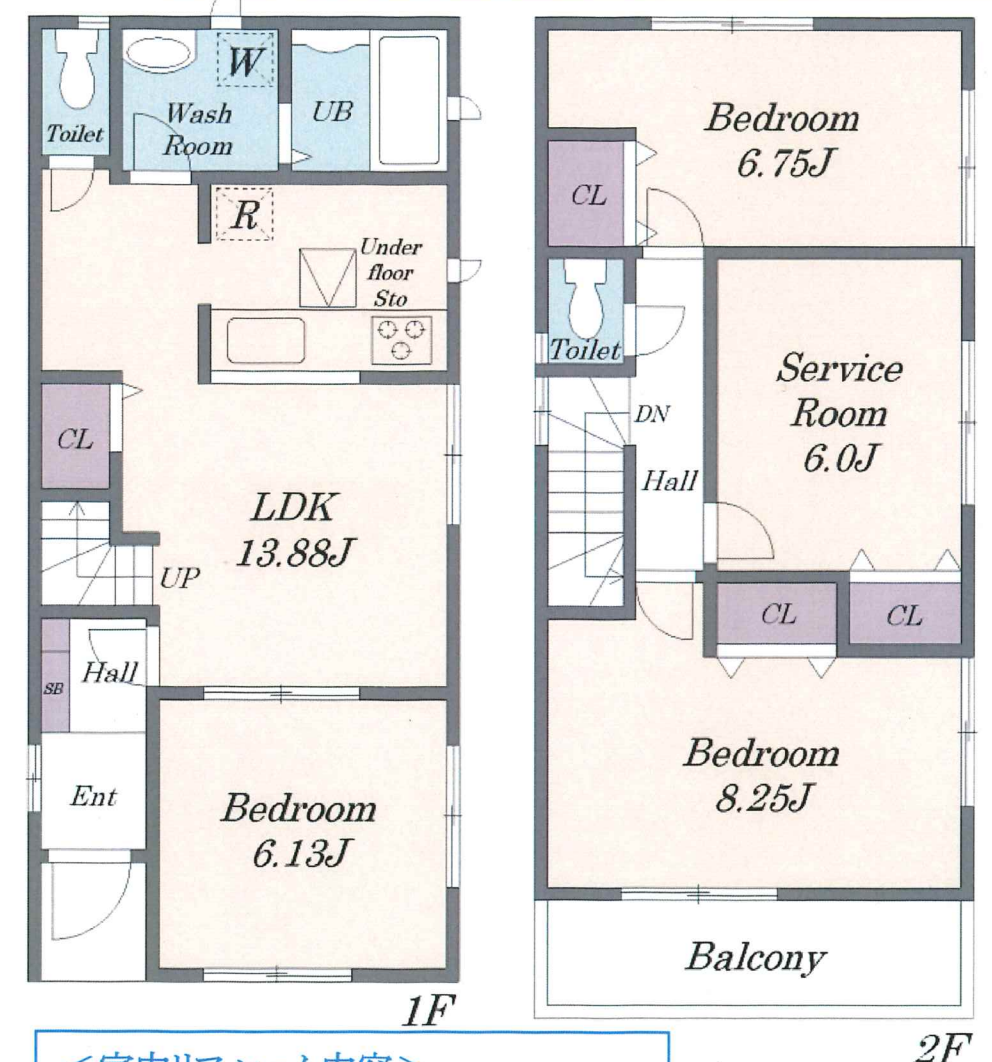 Toilet
Wash
Room
W
UB
R
Under
floor
Sto
CL
LDK
13.88J
UP
SB
Hall
Ent
Bedroom
6.13J
1F
Bedroom
6.75J
CL
Toilet
DN
Hall
Service
Room
6.0J
CL
CL
Bedroom
8.25J
Balcony
2F